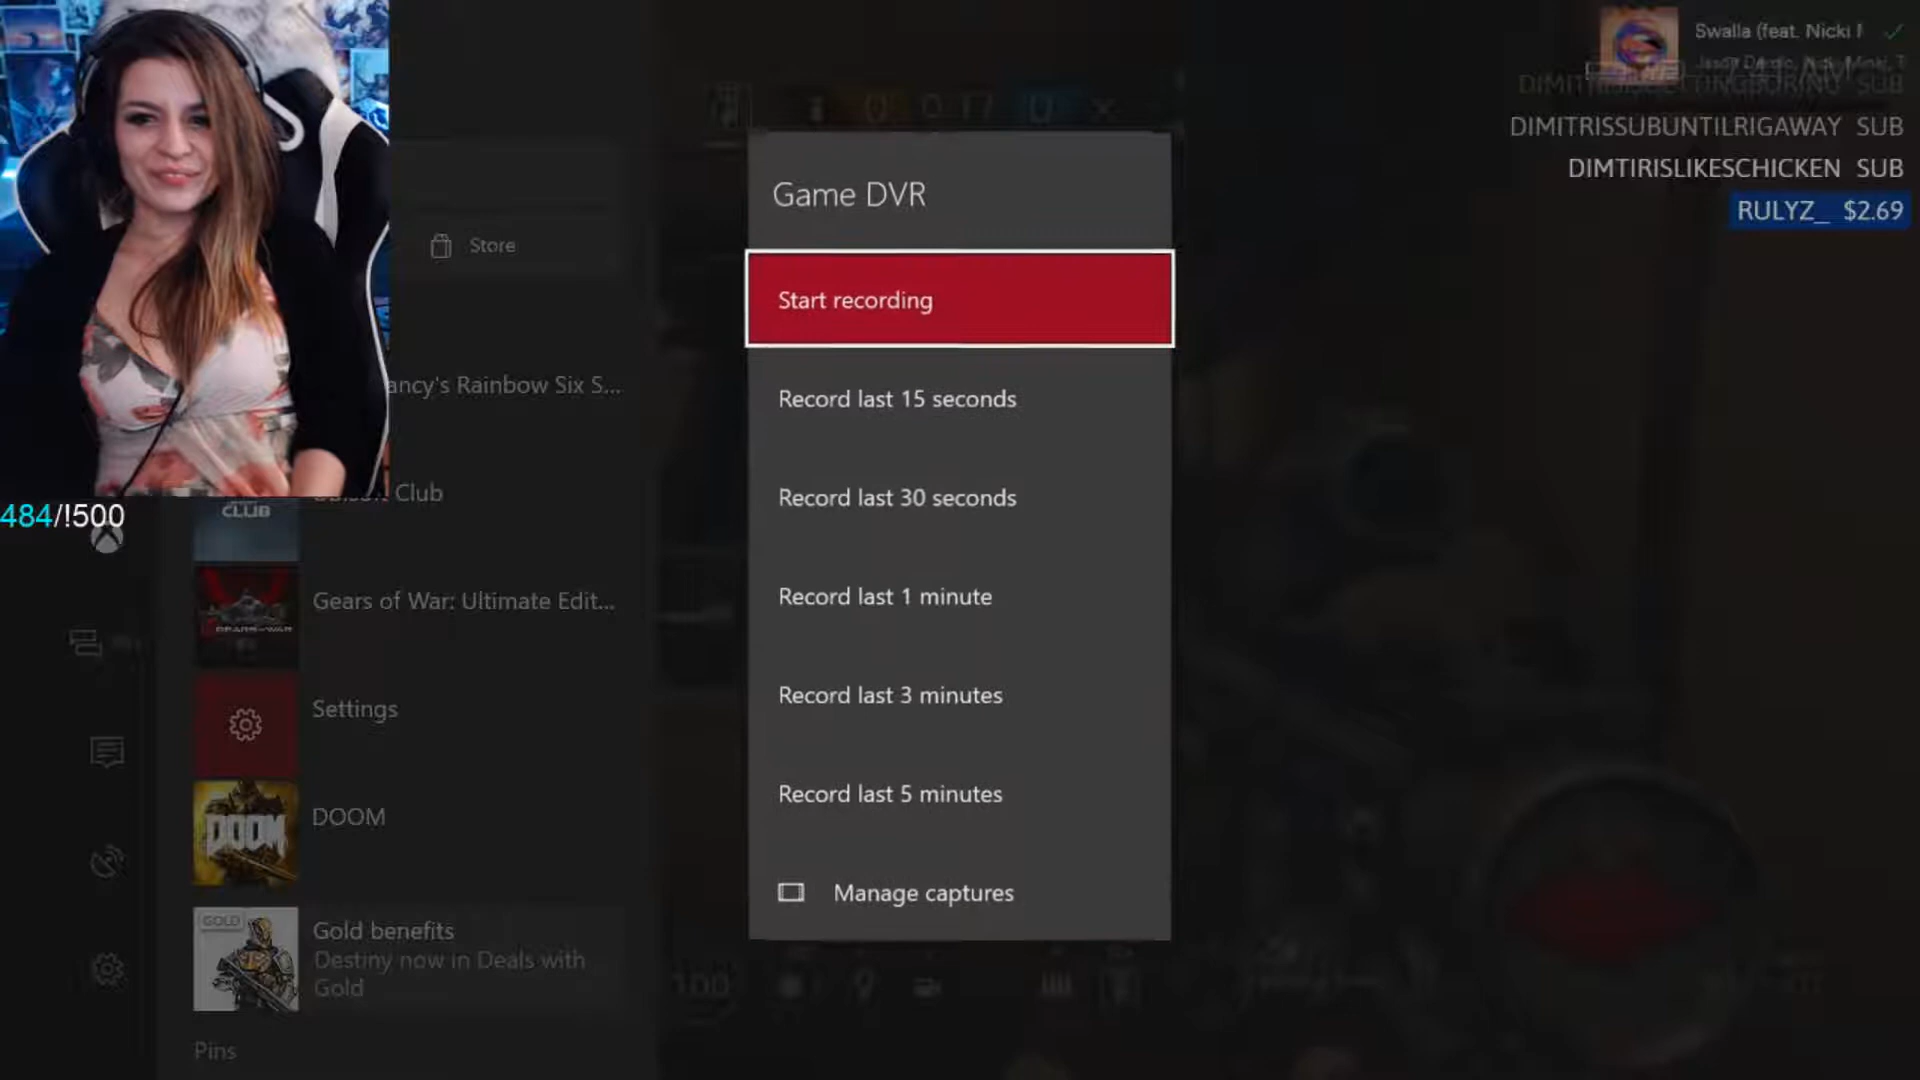 Swalla (feat. Nicki
DIMITRISSUBUNTILRIGAWAY SUB
DIMTIRISLIKESCHICKEN SUB
RULYZ_ $2.69
Game DVR
Start recording
Record last 15 seconds
Record last 30 seconds
Record last 1 minute
Record last 3 minutes
Record last 5 minutes
Manage captures
Store
ancy's Rainbow Six S...
Club
CLUB
484/!500
Gears of War: Ultimate Edit...
Settings
DOOM
DOOM
GOLD
Gold benefits
Destiny now in Deals with
Gold
Pins
100